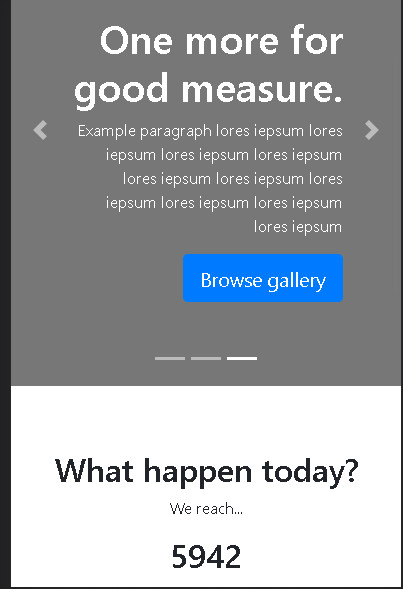 One more for
good measure.
Example paragraph lores iepsum lores
iepsum lores iepsum lores iepsum
lores iepsum lores iepsum lores
iepsum lores iepsum lores iepsum
lores iepsum
Browse gallery
What happen today?
We reach...
5942